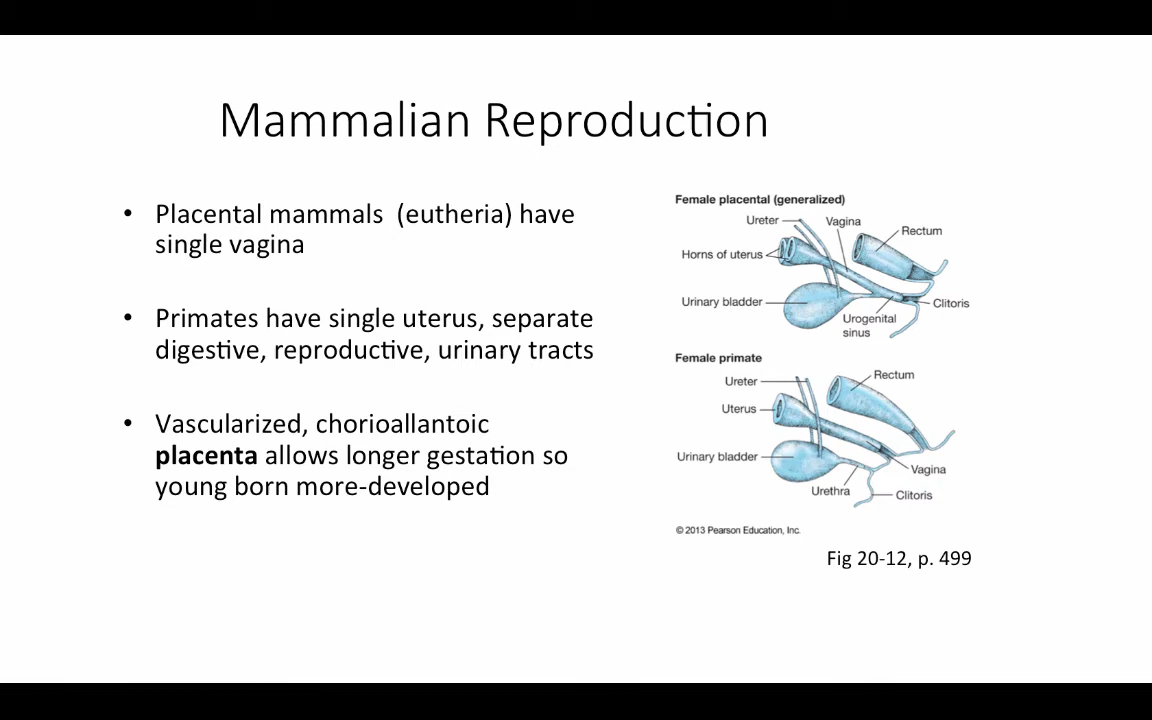 Mammalian Reproduction
• Placental mammals  (eutheria) have
single vagina
• Primates have single uterus, separate
digestive, reproductive, urinary tracts
• Vascularized, chorioallantoic
placenta allows longer gestation so
young born more-developed
Female placental (generalized)
Ureter
Vagina
Rectum
Horns of uterus
Urinary bladder
Clitoris
Urogenital
sinus
Female primate
Ureter
Rectum
Uterus
Urinary bladder
Vagina
Urethra
Clitoris
© 2013 Pearson Education, Inc.
Fig 20-12, p. 499